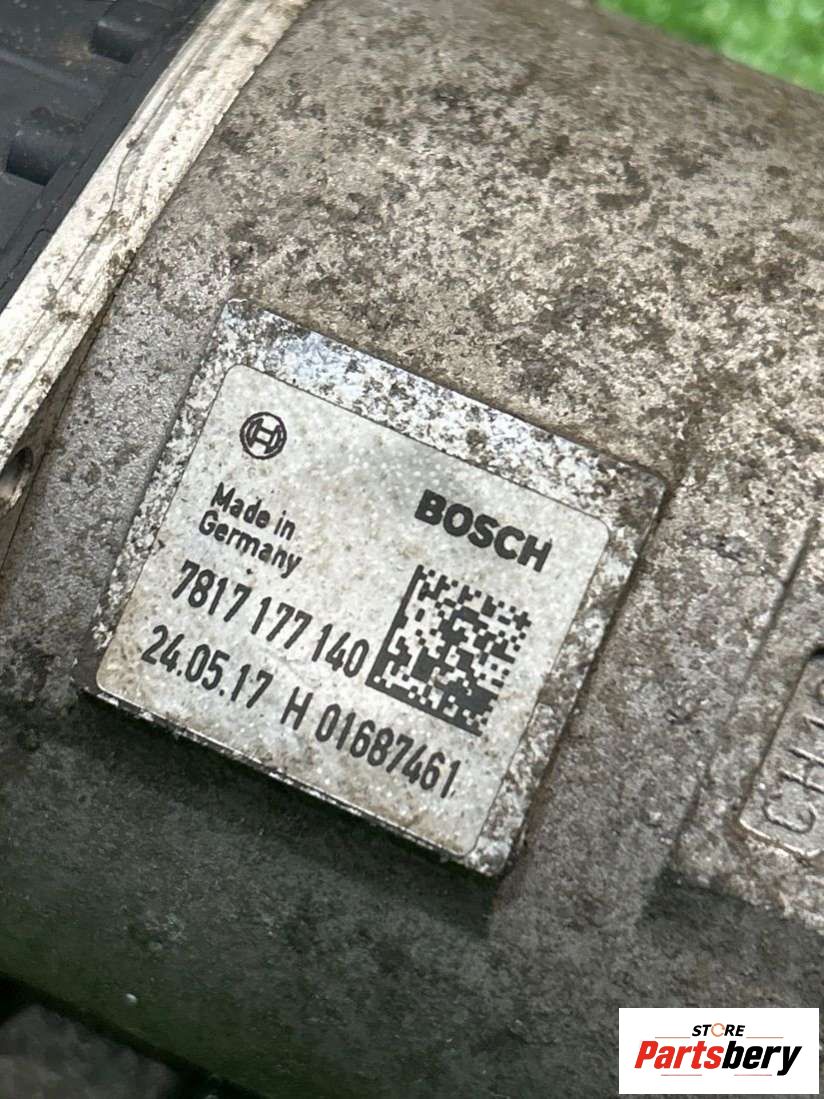 BOSCH
Made in
Germany
7817 177 140
24.05.17 H 01687461
STORE
Partsbery